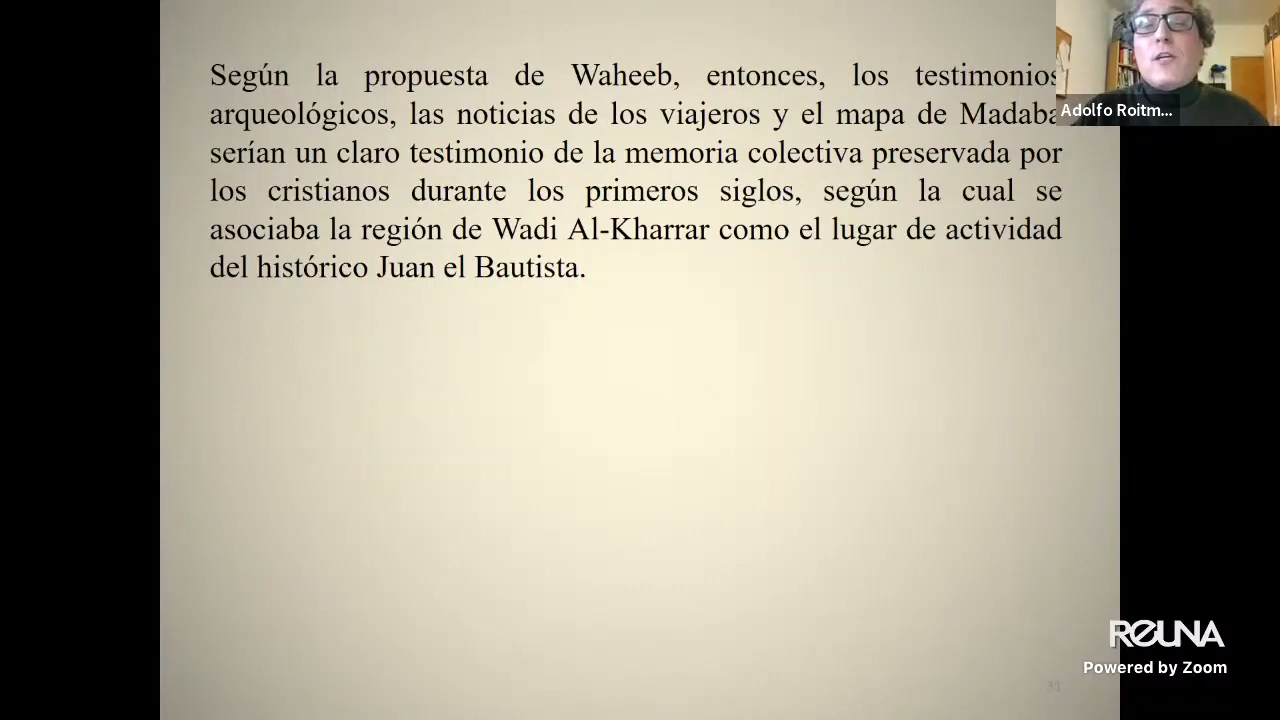 Según la propuesta de Waheeb, entonces, los testimonios
arqueológicos, las noticias de los viajeros y el mapa de Madaba
serían un claro testimonio de la memoria colectiva preservada por
los cristianos durante los primeros siglos, según la cual se
asociaba la región de Wadi Al-Kharrar como el lugar de actividad
del histórico Juan el Bautista.
Adolfo Roitm...
REUNA
Powered by Zoom